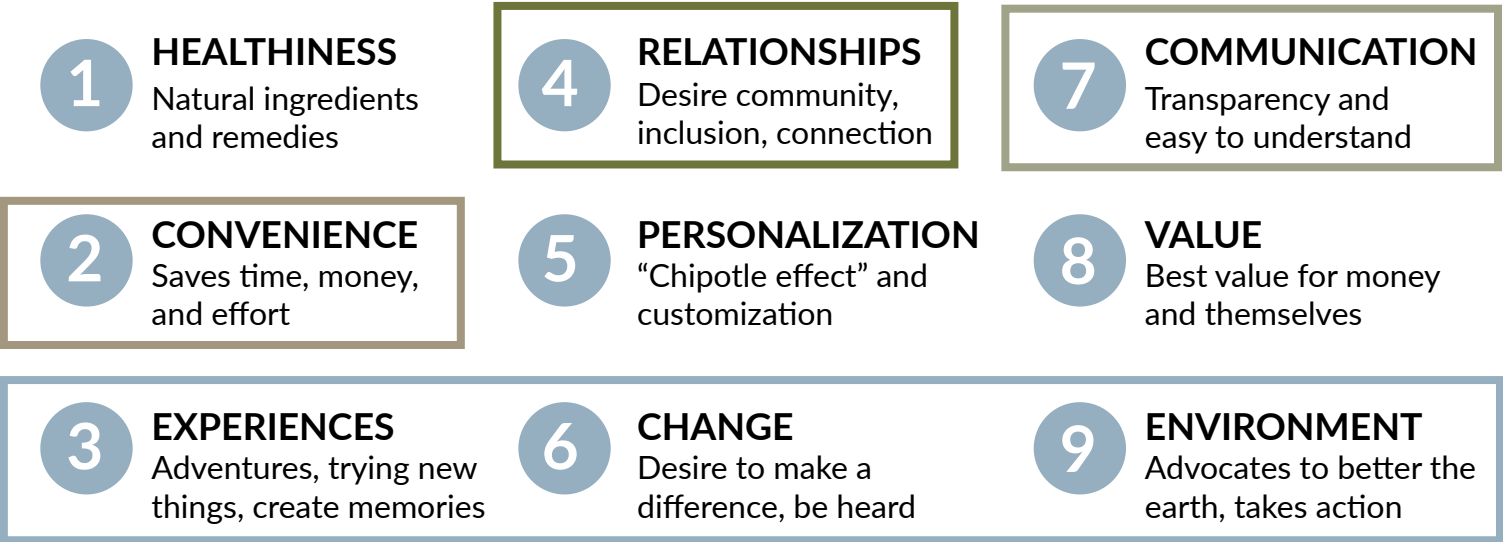 1
HEALTHINESS
Natural ingredients
and remedies
2
CONVENIENCE
Saves time, money,
and effort
3
EXPERIENCES
Adventures, trying new
things, create memories
4
RELATIONSHIPS
Desire community,
inclusion, connection
5
PERSONALIZATION
“Chipotle effect” and
customization
6
CHANGE
Desire to make a
difference, be heard
7
COMMUNICATION
Transparency and
easy to understand
8
VALUE
Best value for money
and themselves
9
ENVIRONMENT
Advocates to better the
earth, takes action